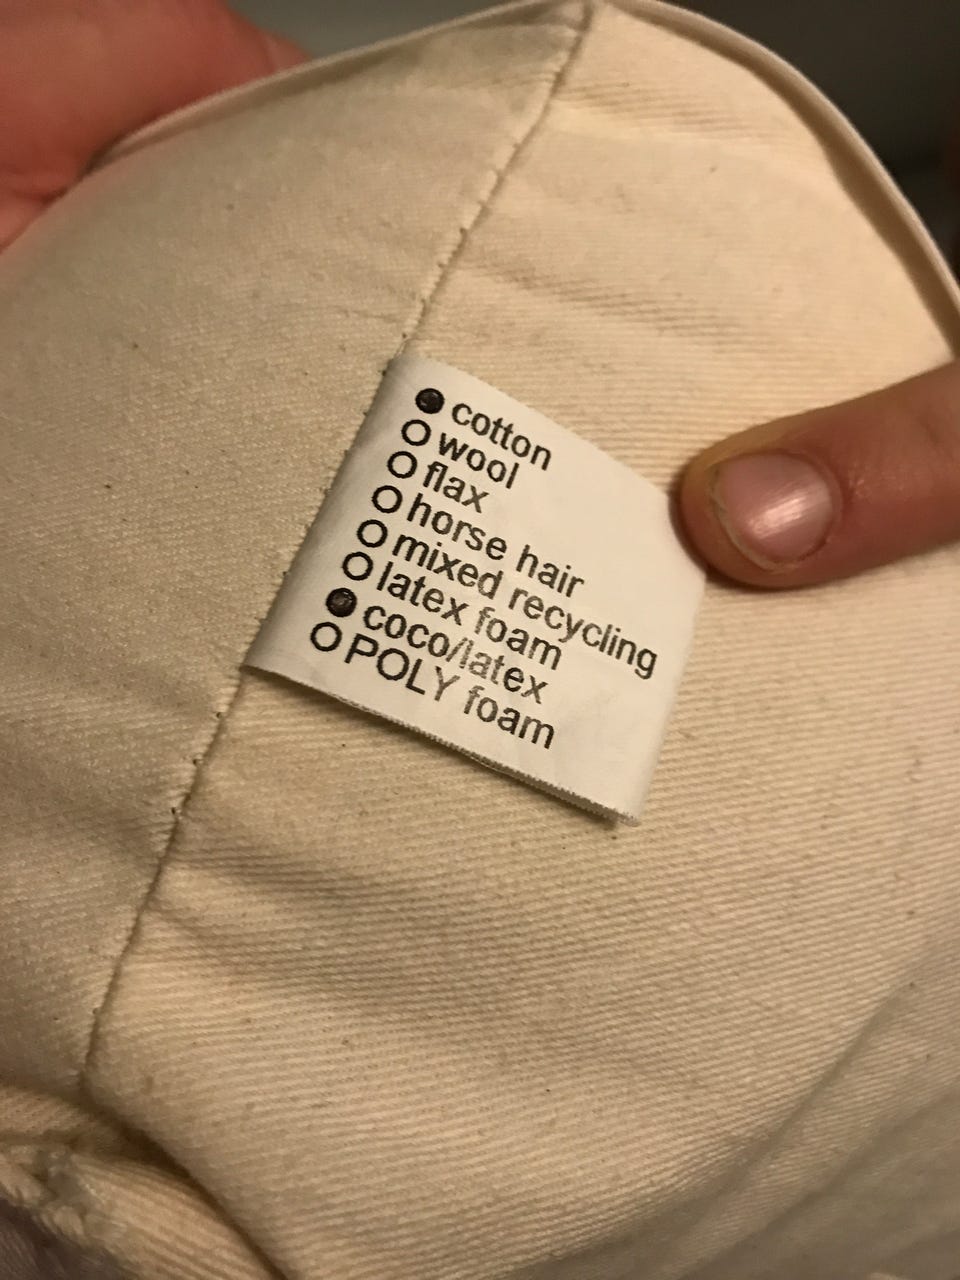 ● cotton
○ wool
○ flax
○ horse hair
○ mixed recycling
○ latex foam
● coco/latex
○ POLY foam